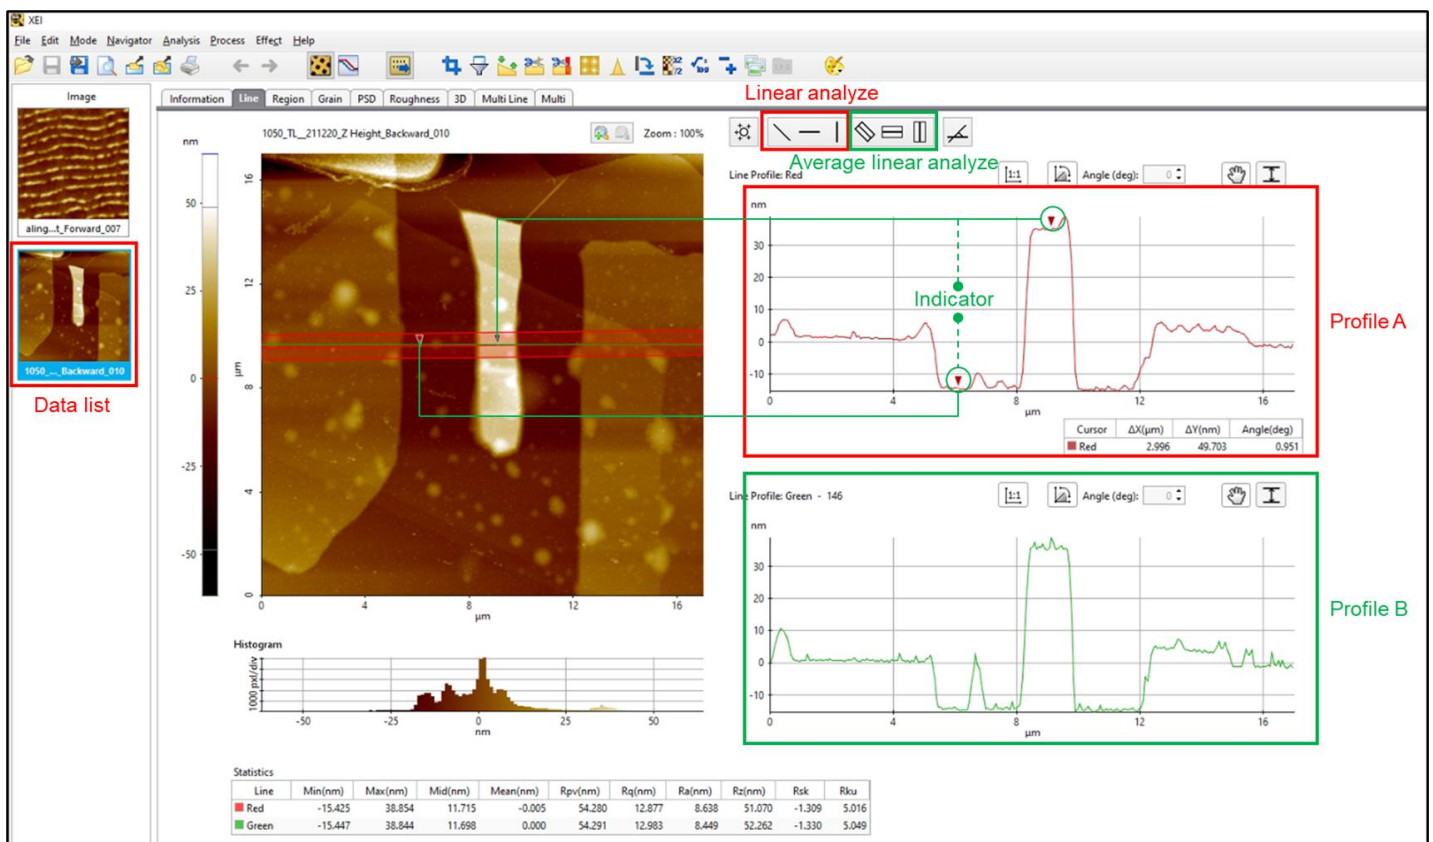 XEI
File Edit Mode Navigator Analysis Process Effect Help
Image
aling...t_Forward_007
1050_..._Backward_010
Data list
Information Line Region Grain PSD Roughness 3D Multi Line Multi
Linear analyze
Average linear analyze
nm
50
25
0
-25
-50
1050_TL__211220_Z Height_Backward_010
Zoom : 100%
16
12
8
4
0
μm
0 4 8 12 16
μm
Line Profile: Red
1:1
Angle (deg): 0
nm
30
20
10
0
-10
0 4 8 12 16
μm
Indicator
Cursor ΔX(μm) ΔY(nm) Angle(deg)
Red 2.996 49.703 0.951
Profile A
Line Profile: Green - 146
1:1
Angle (deg): 0
nm
30
20
10
0
-10
0 4 8 12 16
μm
Profile B
Histogram
1000 pxl/div
-50 -25 0 25 50
nm
Statistics
Line Min(nm) Max(nm) Mid(nm) Mean(nm) Rpv(nm) Rq(nm) Ra(nm) Rz(nm) Rsk Rku
Red -15.425 38.854 11.715 -0.005 54.280 12.877 8.638 51.070 -1.309 5.016
Green -15.447 38.844 11.698 0.000 54.291 12.983 8.449 52.262 -1.330 5.049